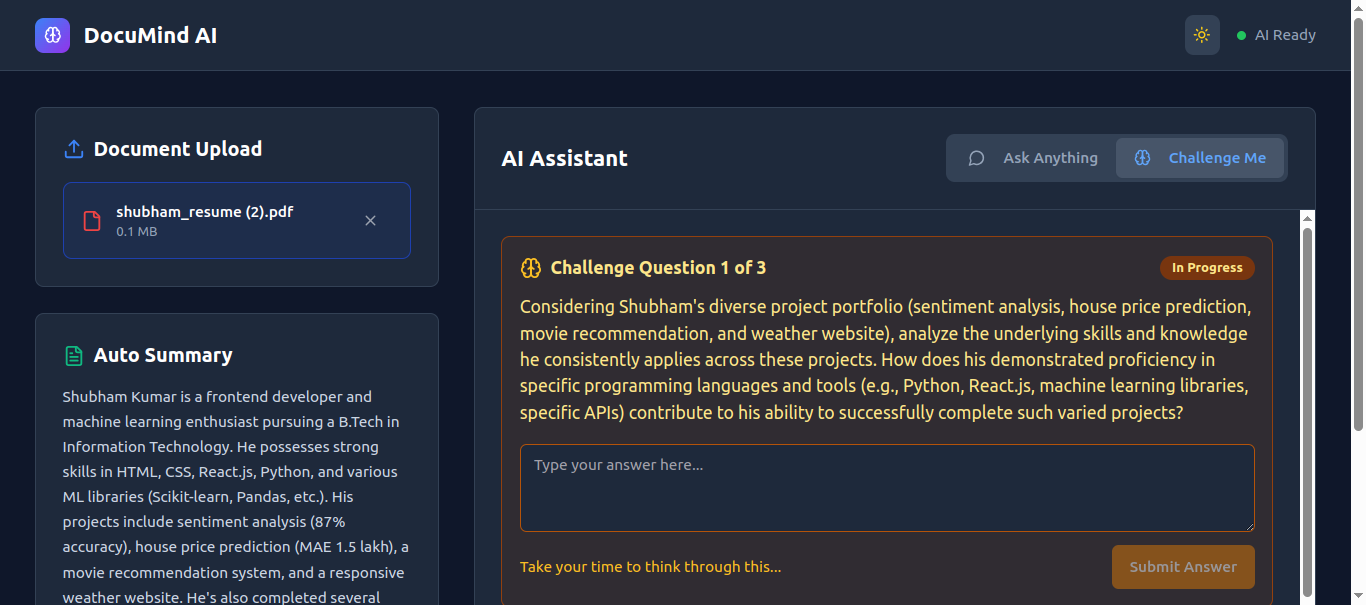 DocuMind AI
AI Ready
Document Upload
shubham_resume (2).pdf
0.1 MB
Auto Summary
Shubham Kumar is a frontend developer and
machine learning enthusiast pursuing a B.Tech in
Information Technology. He possesses strong
skills in HTML, CSS, React.js, Python, and various
ML libraries (Scikit-learn, Pandas, etc.). His
projects include sentiment analysis (87%
accuracy), house price prediction (MAE 1.5 lakh), a
movie recommendation system, and a responsive
weather website. He's also completed several
AI Assistant
Ask Anything
Challenge Me
Challenge Question 1 of 3
In Progress
Considering Shubham's diverse project portfolio (sentiment analysis, house price prediction,
movie recommendation, and weather website), analyze the underlying skills and knowledge
he consistently applies across these projects. How does his demonstrated proficiency in
specific programming languages and tools (e.g., Python, React.js, machine learning libraries,
specific APIs) contribute to his ability to successfully complete such varied projects?
Type your answer here...
Take your time to think through this...
Submit Answer